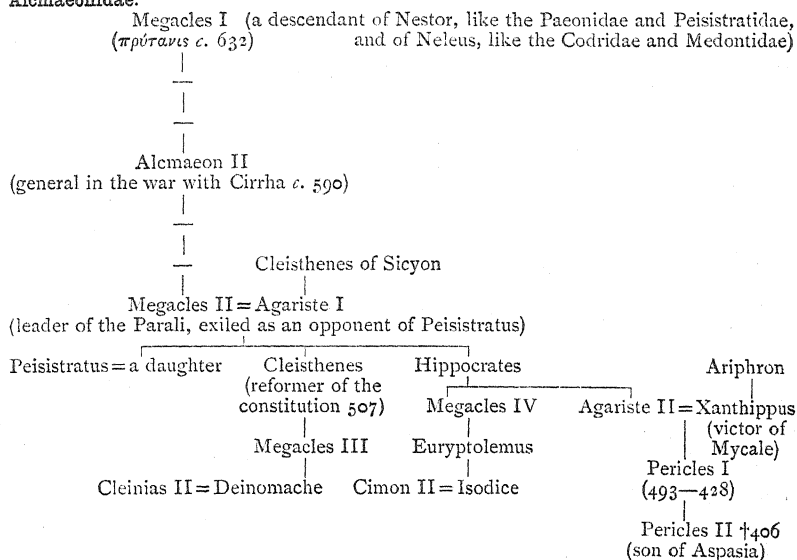 Alcmaeonidae.
Megacles I (a descendant of Nestor, like the Paeonidae and Peisistratidae,
(πρύτανις c. 632) and of Neleus, like the Codridae and Medontidae)
Alcmaeon II
(general in the war with Cirrha c. 590)
Cleisthenes of Sicyon
Megacles II = Agariste I
(leader of the Parali, exiled as an opponent of Peisistratus)
Peisistratus = a daughter Cleisthenes Hippocrates Ariphron
(reformer of the
constitution 507) Megacles IV Agariste II = Xanthippus
(victor of
Megacles III Euryptolemus Mycale)
Pericles I
Cleinias II = Deinomache Cimon II = Isodice (493—428)
Pericles II †406
(son of Aspasia)